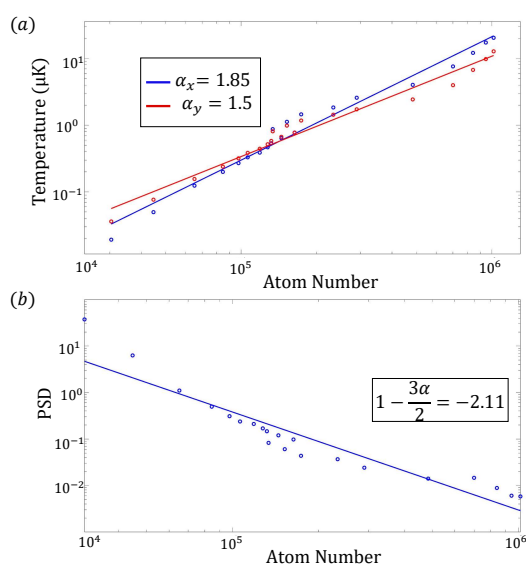 (a)
Temperature (μK)
10¹
10⁰
10⁻¹
α_x = 1.85
α_y = 1.5
10⁴
10⁵
10⁶
Atom Number
(b)
PSD
10¹
10⁰
10⁻¹
10⁻²
1 − 3α/2 = −2.11
10⁴
10⁵
10⁶
Atom Number